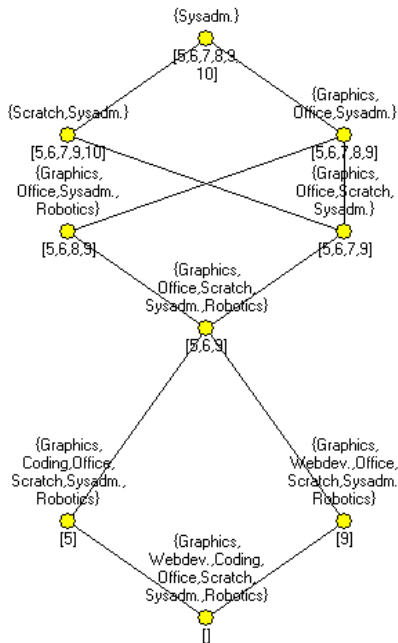 {Sysadm.}
[5,6,7,8,9,
10]
{Scratch,Sysadm.}
[5,6,7,9,10]
{Graphics,
Office,Sysadm.}
[5,6,7,8,9]
{Graphics,
Office,Sysadm.,
Robotics}
[5,6,8,9]
{Graphics,
Office,Scratch,
Sysadm.}
[5,6,7,9]
{Graphics,
Office,Scratch,
Sysadm.,Robotics}
[5,6,9]
{Graphics,
Coding,Office,
Scratch,Sysadm.,
Robotics}
[5]
{Graphics,
Webdev.,Office,
Scratch,Sysadm.
Robotics}
[9]
{Graphics,
Webdev.,Coding,
Office,Scratch,
Sysadm.,Robotics}
[]